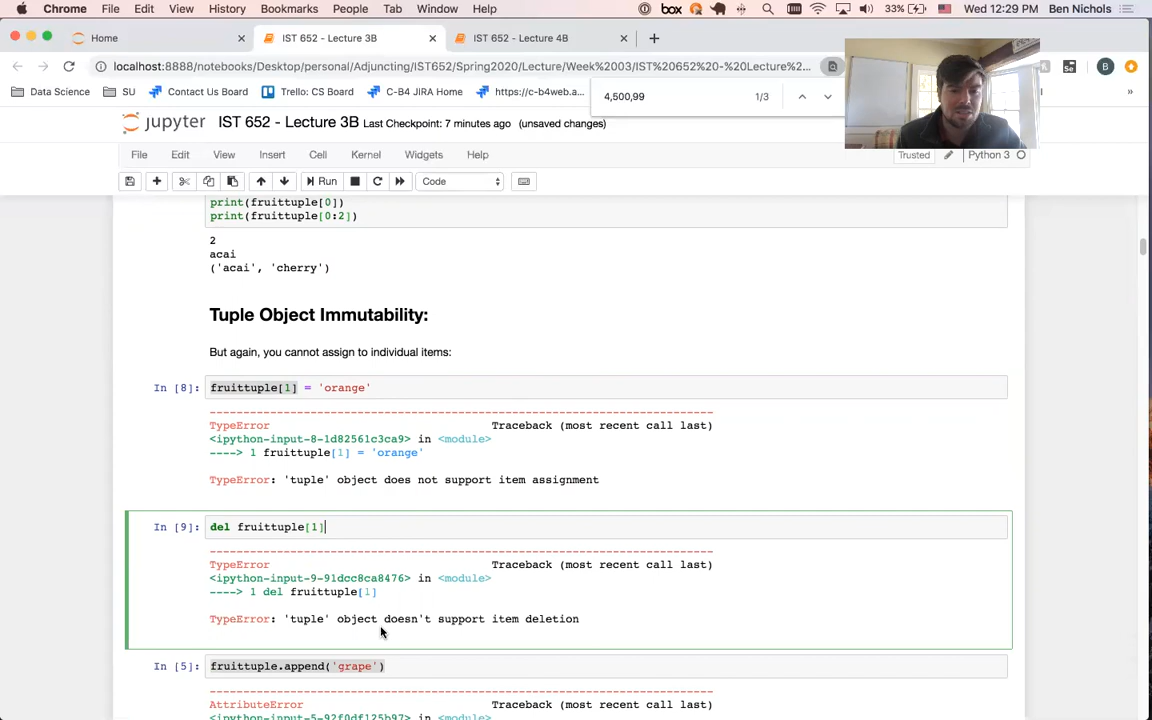 Chrome File Edit View History Bookmarks People Tab Window Help box 33% Wed 12:29 PM Ben Nichols
Home IST 652 - Lecture 3B IST 652 - Lecture 4B
localhost:8888/notebooks/Desktop/personal/Adjuncting/IST652/Spring2020/Lecture/Week%2003/IST%20652%20-%20Lecture%2...
Data Science SU Contact Us Board Trello: CS Board C-B4 JIRA Home https://c-b4web.a... »
4,500,99 1/3
jupyter IST 652 - Lecture 3B Last Checkpoint: 7 minutes ago (unsaved changes)
File Edit View Insert Cell Kernel Widgets Help Trusted Python 3
Run Code
print(fruittuple[0])
print(fruittuple[0:2])
2
acai
('acai', 'cherry')
Tuple Object Immutability:
But again, you cannot assign to individual items:
In [8]: fruittuple[1] = 'orange'
---------------------------------------------------------------------------
TypeError Traceback (most recent call last)
<ipython-input-8-1d82561c3ca9> in <module>
----> 1 fruittuple[1] = 'orange'
TypeError: 'tuple' object does not support item assignment
In [9]: del fruittuple[1]
---------------------------------------------------------------------------
TypeError Traceback (most recent call last)
<ipython-input-9-91dcc8ca8476> in <module>
----> 1 del fruittuple[1]
TypeError: 'tuple' object doesn't support item deletion
In [5]: fruittuple.append('grape')
---------------------------------------------------------------------------
AttributeError Traceback (most recent call last)
<ipython-input-5-92f0df125b97> in <module>